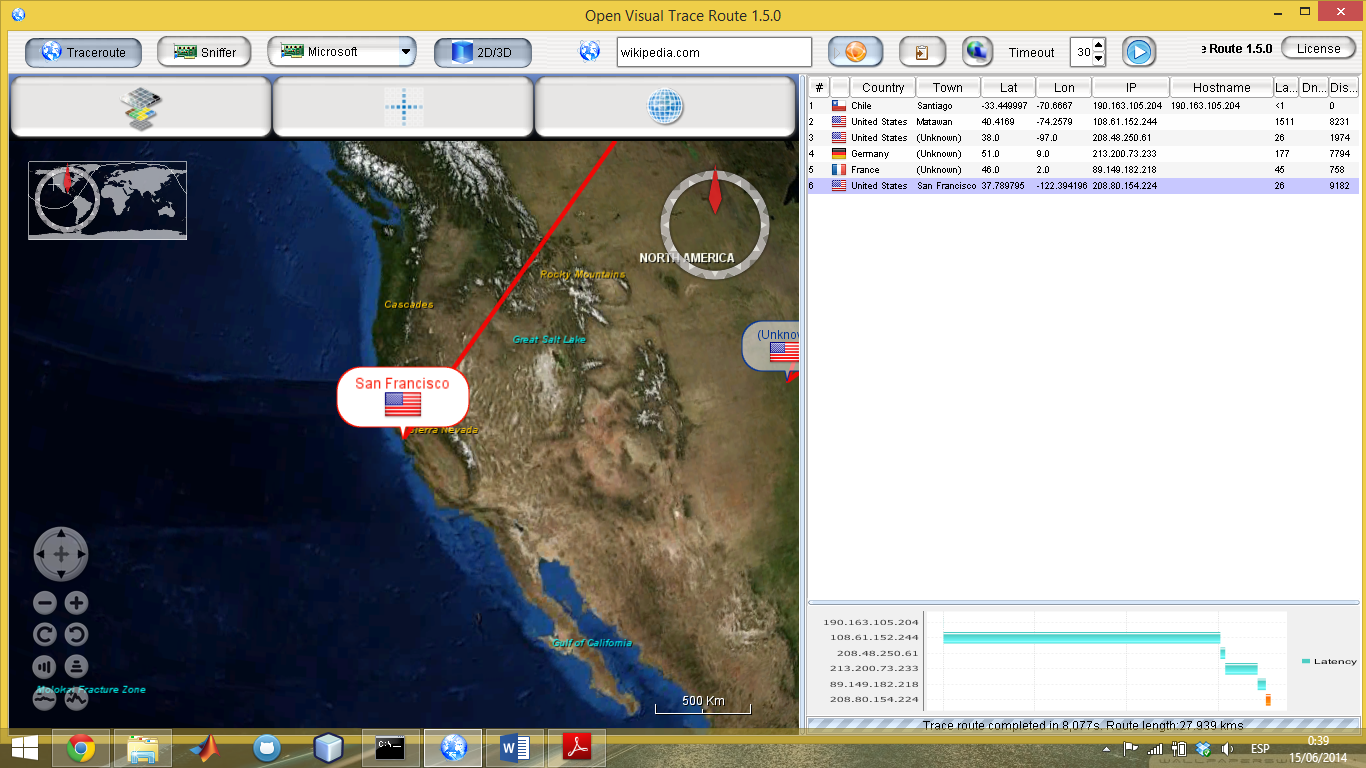 Open Visual Trace Route 1.5.0
Traceroute Sniffer Microsoft 2D/3D wikipedia.com Timeout 30 e Route 1.5.0 License
# Country Town Lat Lon IP Hostname La... Dn... Dis...
1 Chile Santiago -33.449997 -70.6667 190.163.105.204 190.163.105.204 <1 0
2 United States Matawan 40.4169 -74.2579 108.61.152.244 1511 8231
3 United States (Unknown) 38.0 -97.0 208.48.250.61 26 1974
4 Germany (Unknown) 51.0 9.0 213.200.73.233 177 7794
5 France (Unknown) 46.0 2.0 89.149.182.218 45 758
6 United States San Francisco 37.789795 -122.394196 208.80.154.224 26 9182
NORTH AMERICA
Rocky Mountains
Cascades
Great Salt Lake
(Unknow
San Francisco
Sierra Nevada
Gulf of California
Molokai Fracture Zone
500 Km
190.163.105.204
108.61.152.244
208.48.250.61
213.200.73.233
89.149.182.218
208.80.154.224
Latency
Trace route completed in 8,077s. Route length:27.939 kms
C:\_
ESP
0:39
15/06/2014